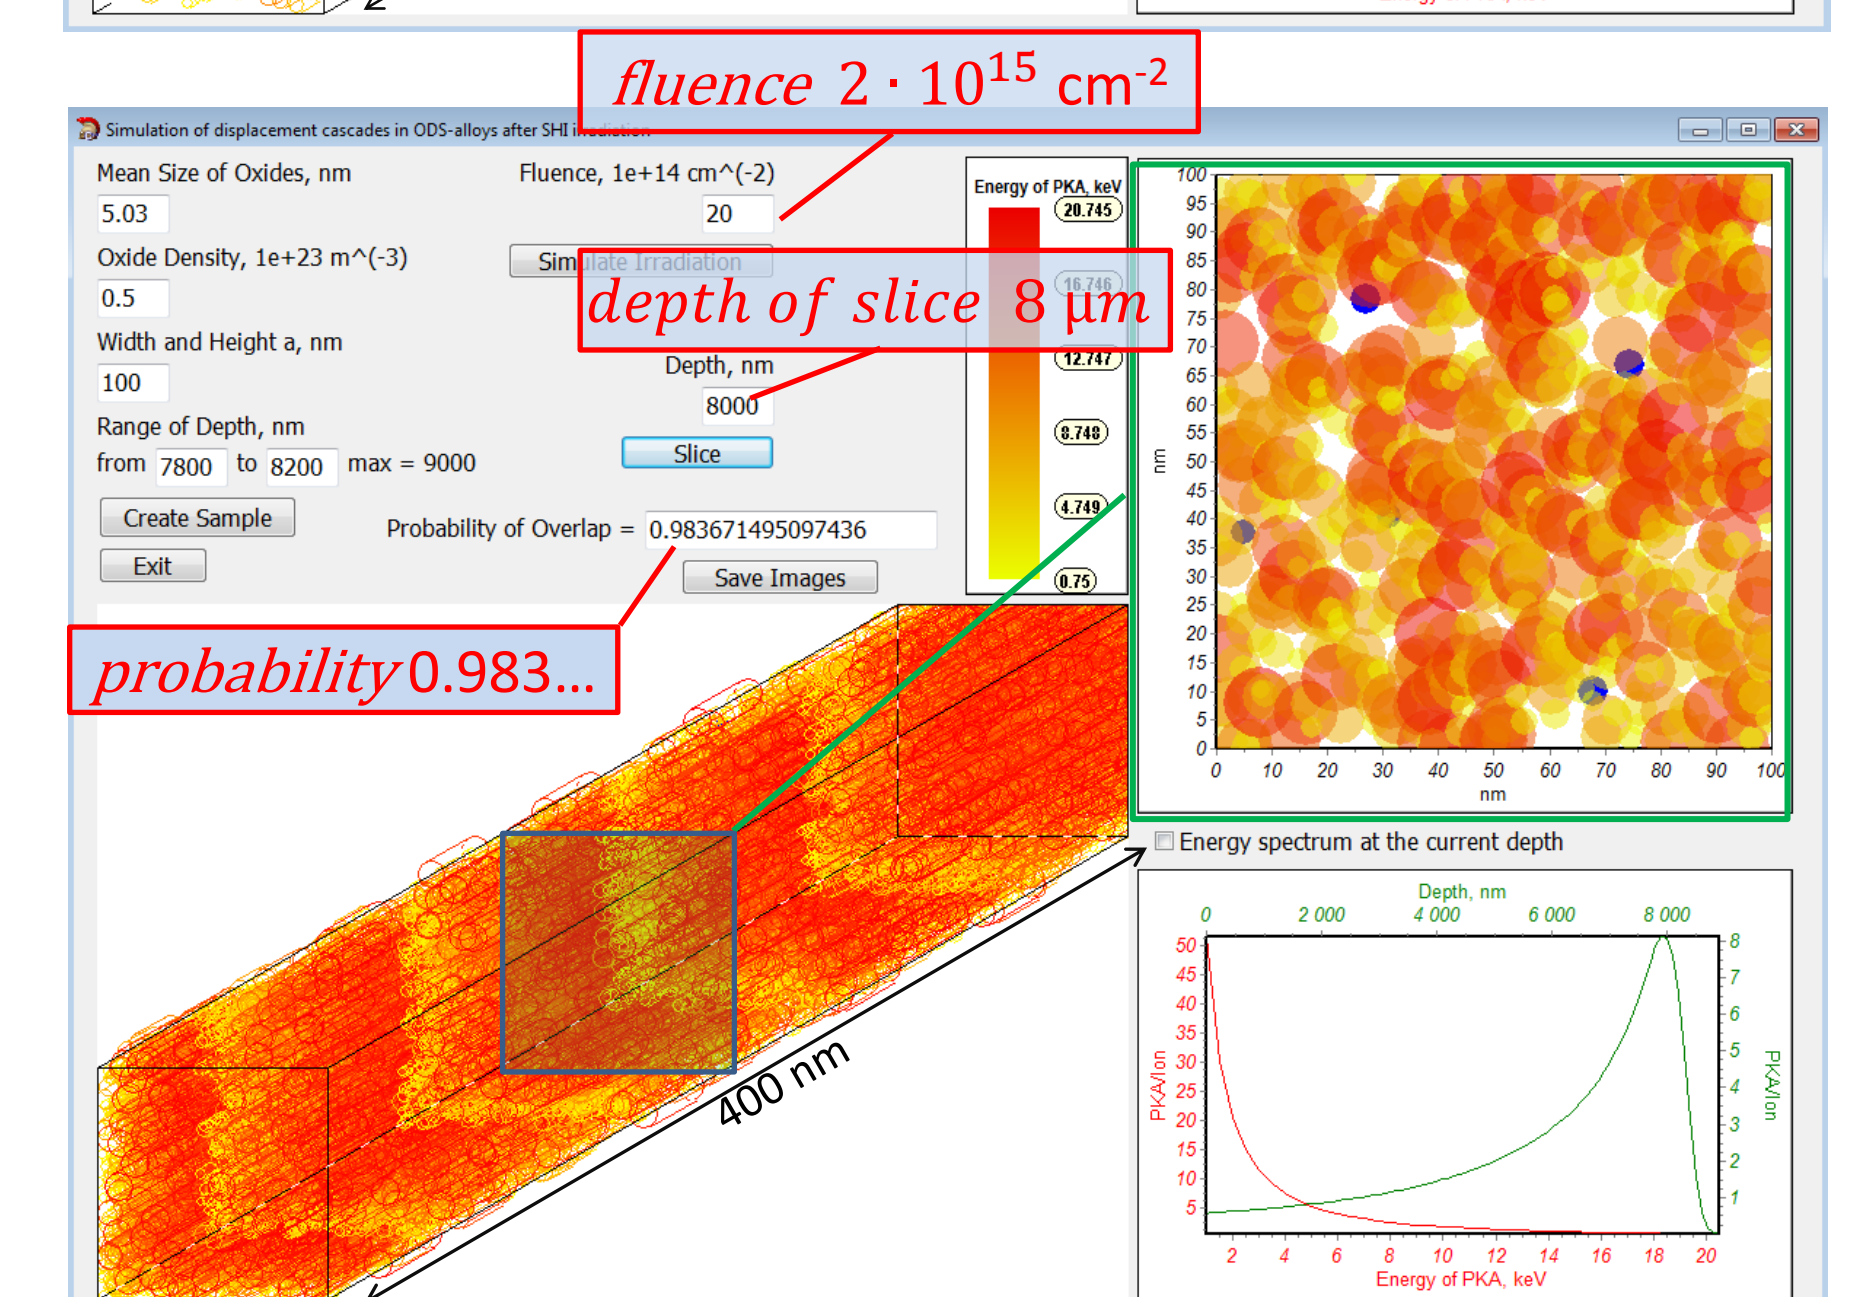 fluence 2 · 10¹⁵ cm⁻²
Simulation of displacement cascades in ODS-alloys after SHI irradiation
Mean Size of Oxides, nm
5.03
Fluence, 1e+14 cm^(-2)
20
Oxide Density, 1e+23 m^(-3)
0.5
Simulate Irradiation
depth of slice 8 μm
Width and Height a, nm
100
Depth, nm
8000
Range of Depth, nm
from 7800 to 8200 max = 9000
Slice
Create Sample
Probability of Overlap = 0.983671495097436
Exit
Save Images
probability 0.983...
Energy of PKA, keV
20.745
16.746
12.747
8.748
4.749
0.75
100
95
90
85
80
75
70
65
60
55
50
45
40
35
30
25
20
15
10
5
0
nm
0 10 20 30 40 50 60 70 80 90 100
nm
400 nm
Energy spectrum at the current depth
Depth, nm
0 2 000 4 000 6 000 8 000
50
45
40
35
30
25
20
15
10
5
PKA/Ion
8
7
6
5
4
3
2
1
PKA/Ion
2 4 6 8 10 12 14 16 18 20
Energy of PKA, keV